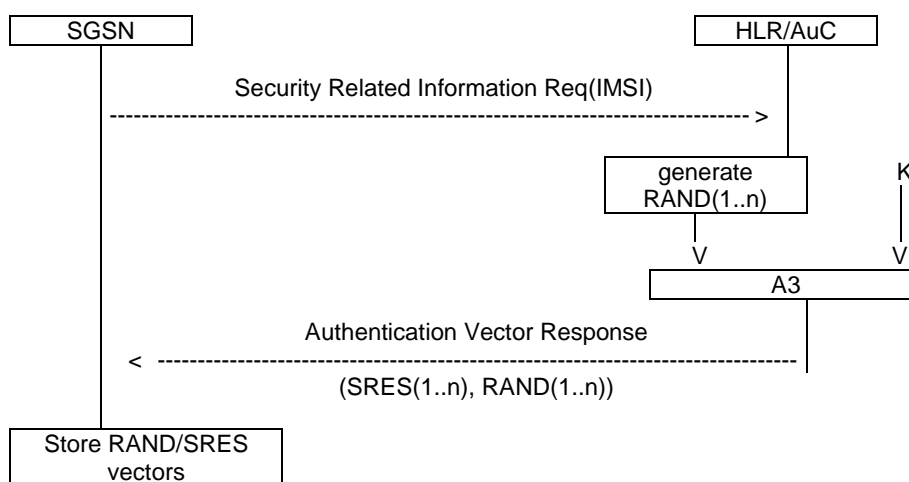 SGSN
HLR/AuC
Security Related Information Req(IMSI)
------------------------------------------------------------------------------- >
generate
RAND(1..n)
K
V
V
A3
Authentication Vector Response
< -------------------------------------------------------------------------------
(SRES(1..n), RAND(1..n))
Store RAND/SRES
vectors